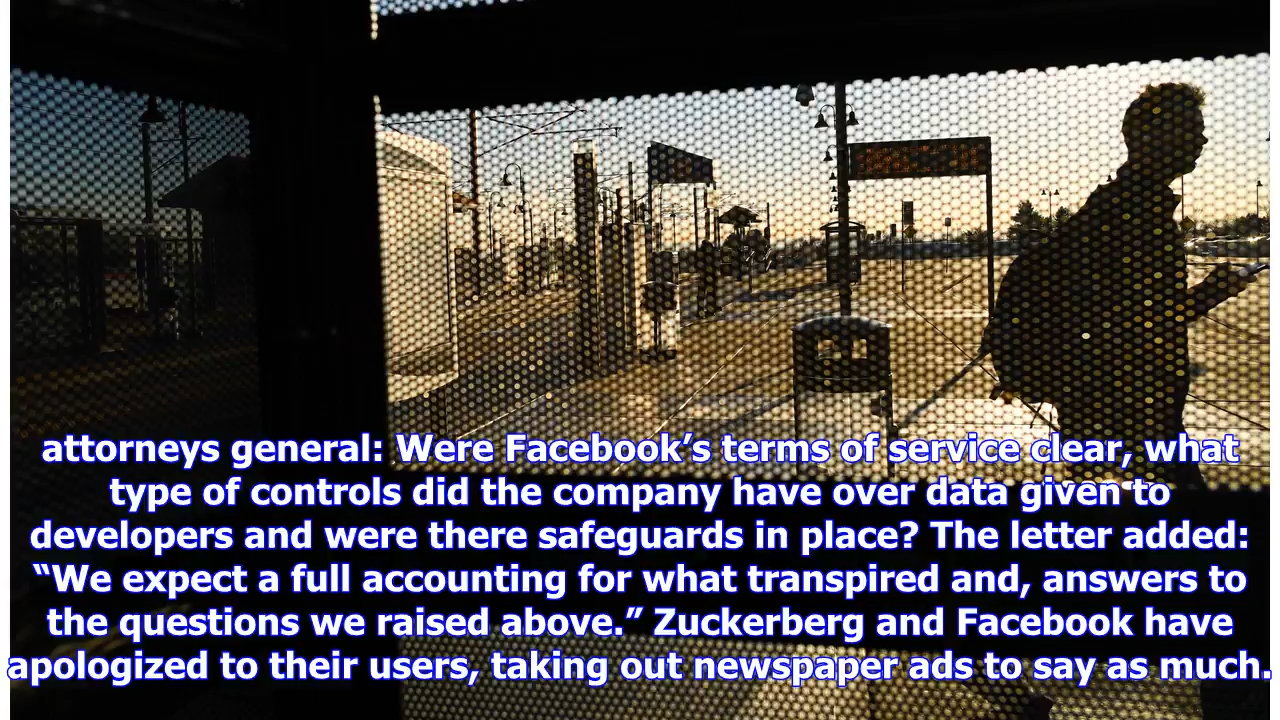 attorneys general: Were Facebook’s terms of service clear, what
type of controls did the company have over data given to
developers and were there safeguards in place? The letter added:
“We expect a full accounting for what transpired and, answers to
the questions we raised above.” Zuckerberg and Facebook have
apologized to their users, taking out newspaper ads to say as much.